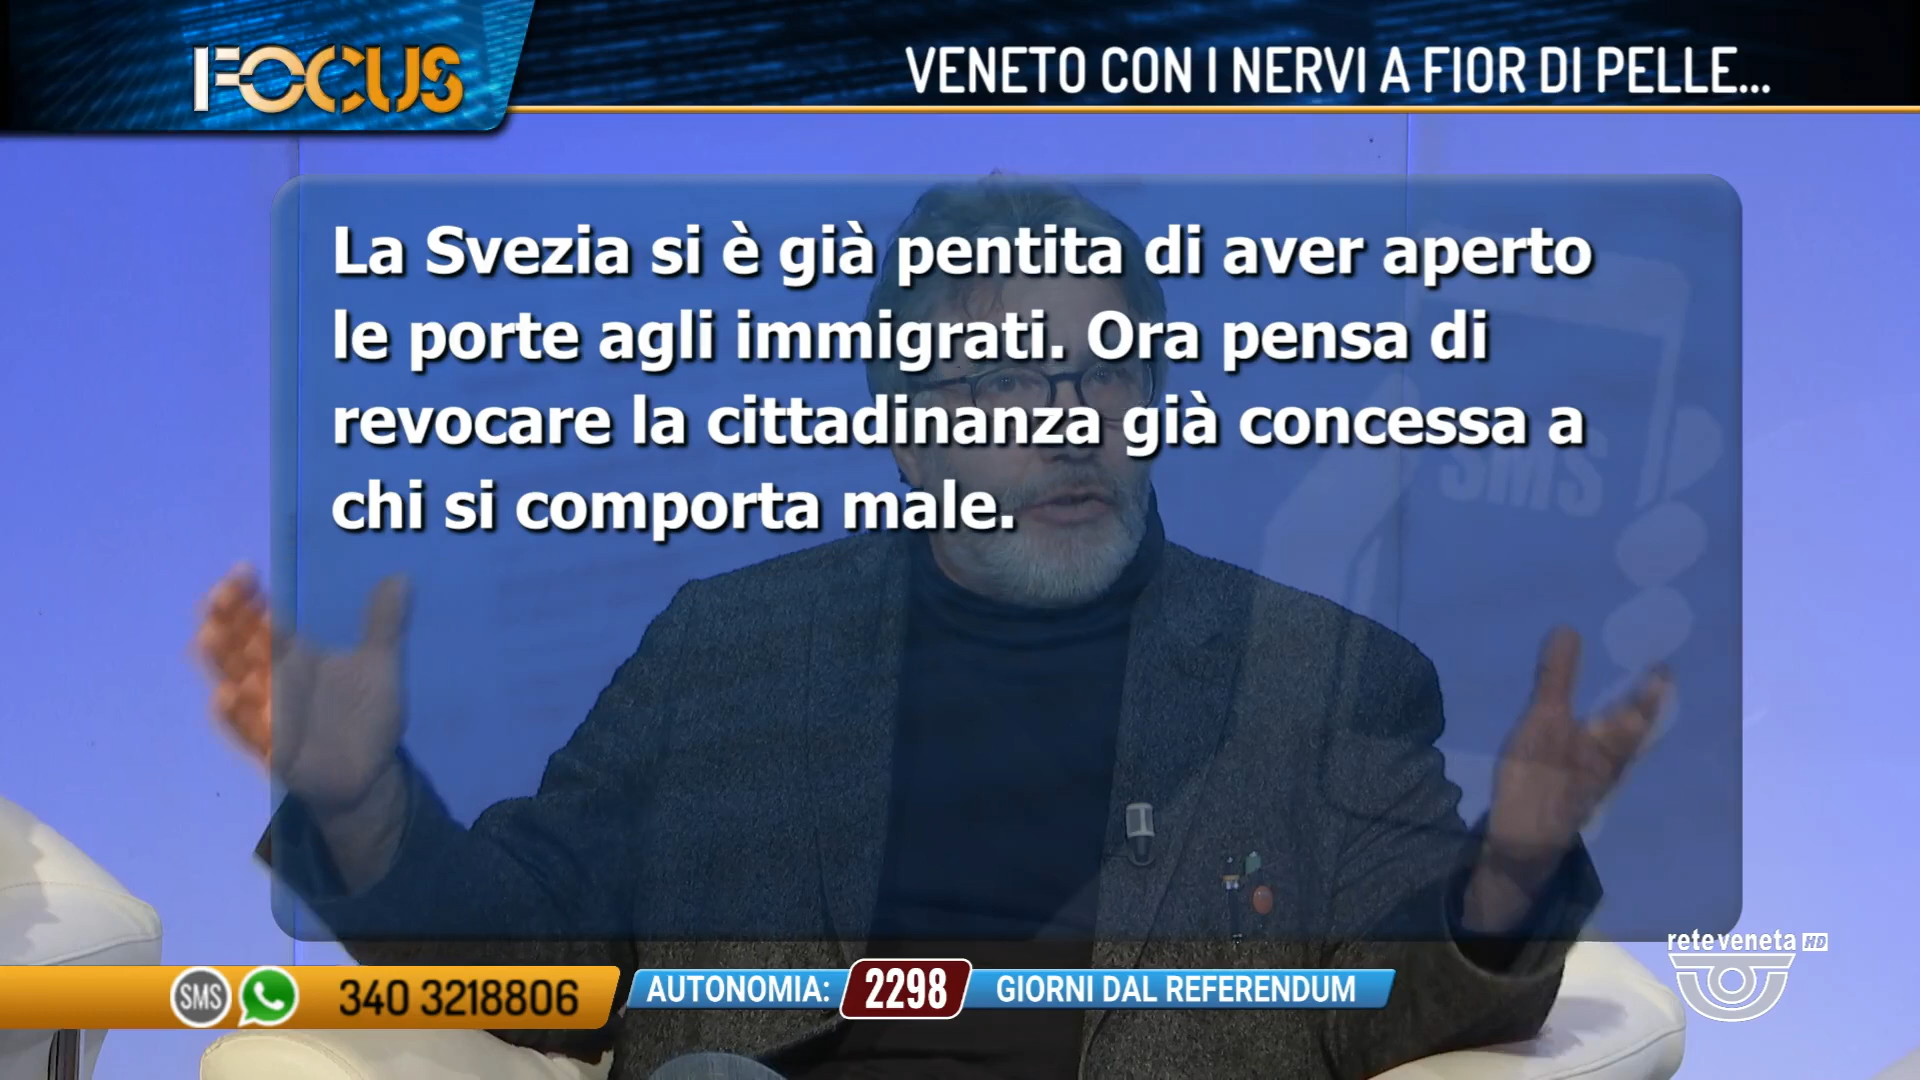 FOCUS
VENETO CON I NERVI A FIOR DI PELLE...
La Svezia si è già pentita di aver aperto
le porte agli immigrati. Ora pensa di
revocare la cittadinanza già concessa a
chi si comporta male.
SMS
SMS
340 3218806
AUTONOMIA: 2298 GIORNI DAL REFERENDUM
reteveneta HD